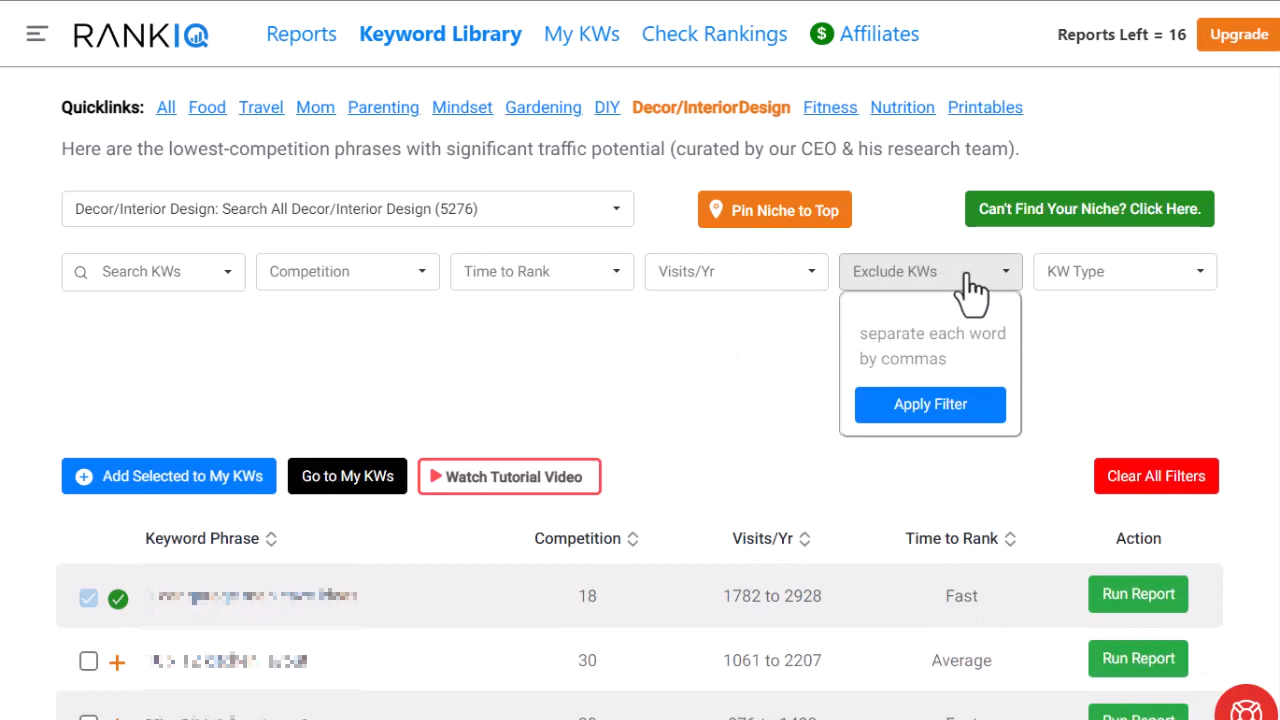 RANKIQ Reports Keyword Library My KWs Check Rankings $ Affiliates Reports Left = 16 Upgrade
Quicklinks: All Food Travel Mom Parenting Mindset Gardening DIY Decor/InteriorDesign Fitness Nutrition Printables
Here are the lowest-competition phrases with significant traffic potential (curated by our CEO & his research team).
Decor/Interior Design: Search All Decor/Interior Design (5276) Pin Niche to Top Can't Find Your Niche? Click Here.
Search KWs Competition Time to Rank Visits/Yr Exclude KWs KW Type
separate each word
by commas
Apply Filter
Add Selected to My KWs Go to My KWs Watch Tutorial Video Clear All Filters
Keyword Phrase Competition Visits/Yr Time to Rank Action
18 1782 to 2928 Fast Run Report
30 1061 to 2207 Average Run Report